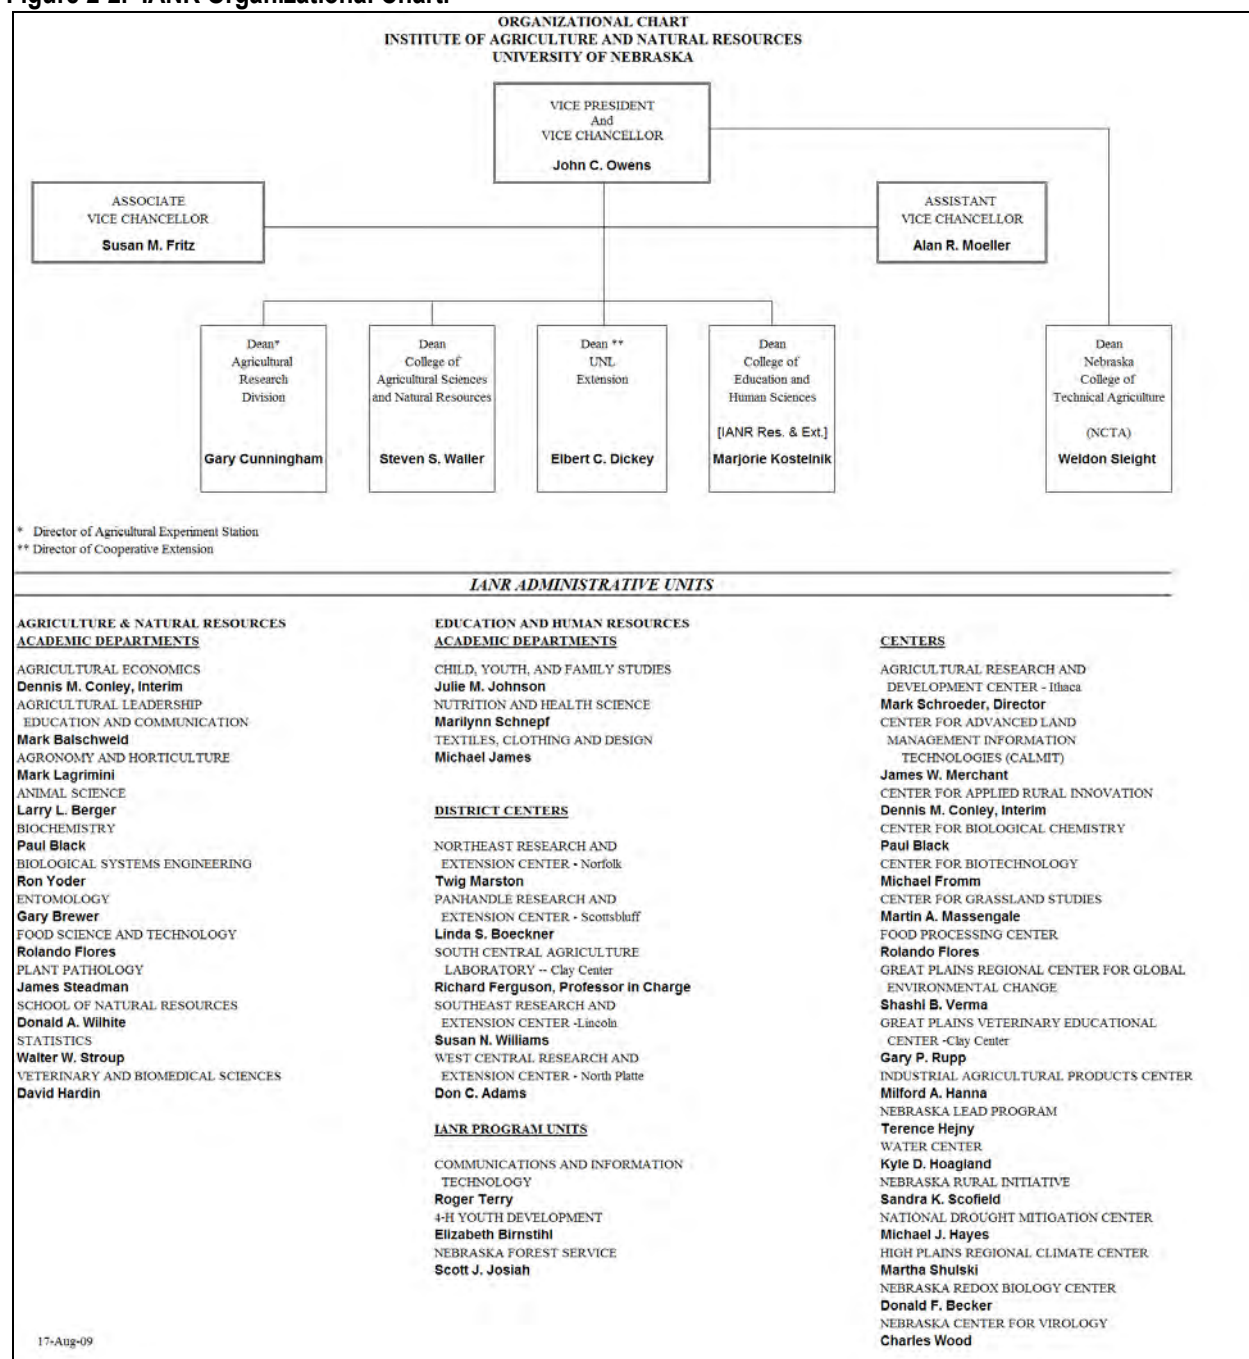 Figure 2-2. IANR Organizational Chart.
ORGANIZATIONAL CHART
INSTITUTE OF AGRICULTURE AND NATURAL RESOURCES
UNIVERSITY OF NEBRASKA
VICE PRESIDENT
And
VICE CHANCELLOR
John C. Owens
ASSOCIATE
VICE CHANCELLOR
Susan M. Fritz
ASSISTANT
VICE CHANCELLOR
Alan R. Moeller
Dean*
Agricultural
Research
Division
Gary Cunningham
Dean
College of
Agricultural Sciences
and Natural Resources
Steven S. Waller
Dean **
UNL
Extension
Elbert C. Dickey
Dean
College of
Education and
Human Sciences
[IANR Res. & Ext.]
Marjorie Kostelnik
Dean
Nebraska
College of
Technical Agriculture
(NCTA)
Weldon Sleight
* Director of Agricultural Experiment Station
** Director of Cooperative Extension
IANR ADMINISTRATIVE UNITS
AGRICULTURE & NATURAL RESOURCES
ACADEMIC DEPARTMENTS
AGRICULTURAL ECONOMICS
Dennis M. Conley, Interim
AGRICULTURAL LEADERSHIP
EDUCATION AND COMMUNICATION
Mark Balschweid
AGRONOMY AND HORTICULTURE
Mark Lagrimini
ANIMAL SCIENCE
Larry L. Berger
BIOCHEMISTRY
Paul Black
BIOLOGICAL SYSTEMS ENGINEERING
Ron Yoder
ENTOMOLOGY
Gary Brewer
FOOD SCIENCE AND TECHNOLOGY
Rolando Flores
PLANT PATHOLOGY
James Steadman
SCHOOL OF NATURAL RESOURCES
Donald A. Wilhite
STATISTICS
Walter W. Stroup
VETERINARY AND BIOMEDICAL SCIENCES
David Hardin
EDUCATION AND HUMAN RESOURCES
ACADEMIC DEPARTMENTS
CHILD, YOUTH, AND FAMILY STUDIES
Julie M. Johnson
NUTRITION AND HEALTH SCIENCE
Marilynn Schnepf
TEXTILES, CLOTHING AND DESIGN
Michael James
DISTRICT CENTERS
NORTHEAST RESEARCH AND
EXTENSION CENTER - Norfolk
Twig Marston
PANHANDLE RESEARCH AND
EXTENSION CENTER - Scottsbluff
Linda S. Boeckner
SOUTH CENTRAL AGRICULTURE
LABORATORY -- Clay Center
Richard Ferguson, Professor in Charge
SOUTHEAST RESEARCH AND
EXTENSION CENTER -Lincoln
Susan N. Williams
WEST CENTRAL RESEARCH AND
EXTENSION CENTER - North Platte
Don C. Adams
IANR PROGRAM UNITS
COMMUNICATIONS AND INFORMATION
TECHNOLOGY
Roger Terry
4-H YOUTH DEVELOPMENT
Elizabeth Birnstihl
NEBRASKA FOREST SERVICE
Scott J. Josiah
CENTERS
AGRICULTURAL RESEARCH AND
DEVELOPMENT CENTER - Ithaca
Mark Schroeder, Director
CENTER FOR ADVANCED LAND
MANAGEMENT INFORMATION
TECHNOLOGIES (CALMIT)
James W. Merchant
CENTER FOR APPLIED RURAL INNOVATION
Dennis M. Conley, Interim
CENTER FOR BIOLOGICAL CHEMISTRY
Paul Black
CENTER FOR BIOTECHNOLOGY
Michael Fromm
CENTER FOR GRASSLAND STUDIES
Martin A. Massengale
FOOD PROCESSING CENTER
Rolando Flores
GREAT PLAINS REGIONAL CENTER FOR GLOBAL
ENVIRONMENTAL CHANGE
Shashi B. Verma
GREAT PLAINS VETERINARY EDUCATIONAL
CENTER -Clay Center
Gary P. Rupp
INDUSTRIAL AGRICULTURAL PRODUCTS CENTER
Milford A. Hanna
NEBRASKA LEAD PROGRAM
Terence Hejny
WATER CENTER
Kyle D. Hoagland
NEBRASKA RURAL INITIATIVE
Sandra K. Scofield
NATIONAL DROUGHT MITIGATION CENTER
Michael J. Hayes
HIGH PLAINS REGIONAL CLIMATE CENTER
Martha Shulski
NEBRASKA REDOX BIOLOGY CENTER
Donald F. Becker
NEBRASKA CENTER FOR VIROLOGY
Charles Wood
17-Aug-09